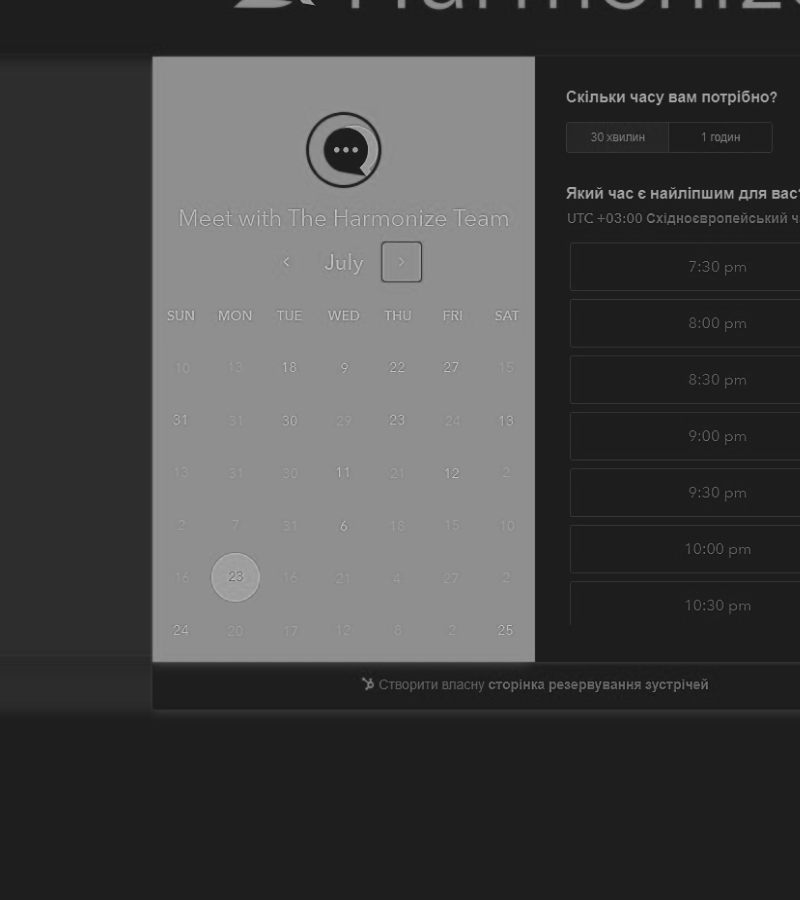 Скільки часу вам потрібно?
30 хвилин 1 годин
Meet with The Harmonize Team
July
SUN MON TUE WED THU FRI SAT
10 13 18 9 22 27 15
31 31 30 29 23 24 13
13 31 30 11 21 12 2
2 7 31 6 18 15 10
16 23 16 21 4 27 2
24 20 17 12 8 2 25
Який час є найліпшим для вас
UTC +03:00 Східноєвропейський
7:30 pm
8:00 pm
8:30 pm
9:00 pm
9:30 pm
10:00 pm
10:30 pm
Створити власну сторінка резервування зустрічей